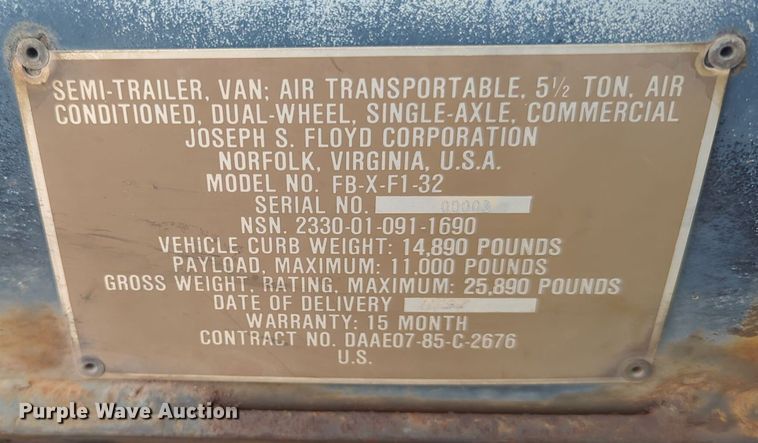 SEMI-TRAILER, VAN; AIR TRANSPORTABLE, 5½ TON, AIR
CONDITIONED, DUAL-WHEEL, SINGLE-AXLE, COMMERCIAL
JOSEPH S. FLOYD CORPORATION
NORFOLK, VIRGINIA, U.S.A.
MODEL NO. FB-X-F1-32
SERIAL NO.
NSN. 2330-01-091-1690
VEHICLE CURB WEIGHT: 14,890 POUNDS
PAYLOAD, MAXIMUM: 11,000 POUNDS
GROSS WEIGHT, RATING, MAXIMUM: 25,890 POUNDS
DATE OF DELIVERY
WARRANTY: 15 MONTH
CONTRACT NO. DAAE07-85-C-2676
U.S.
Purple Wave Auction